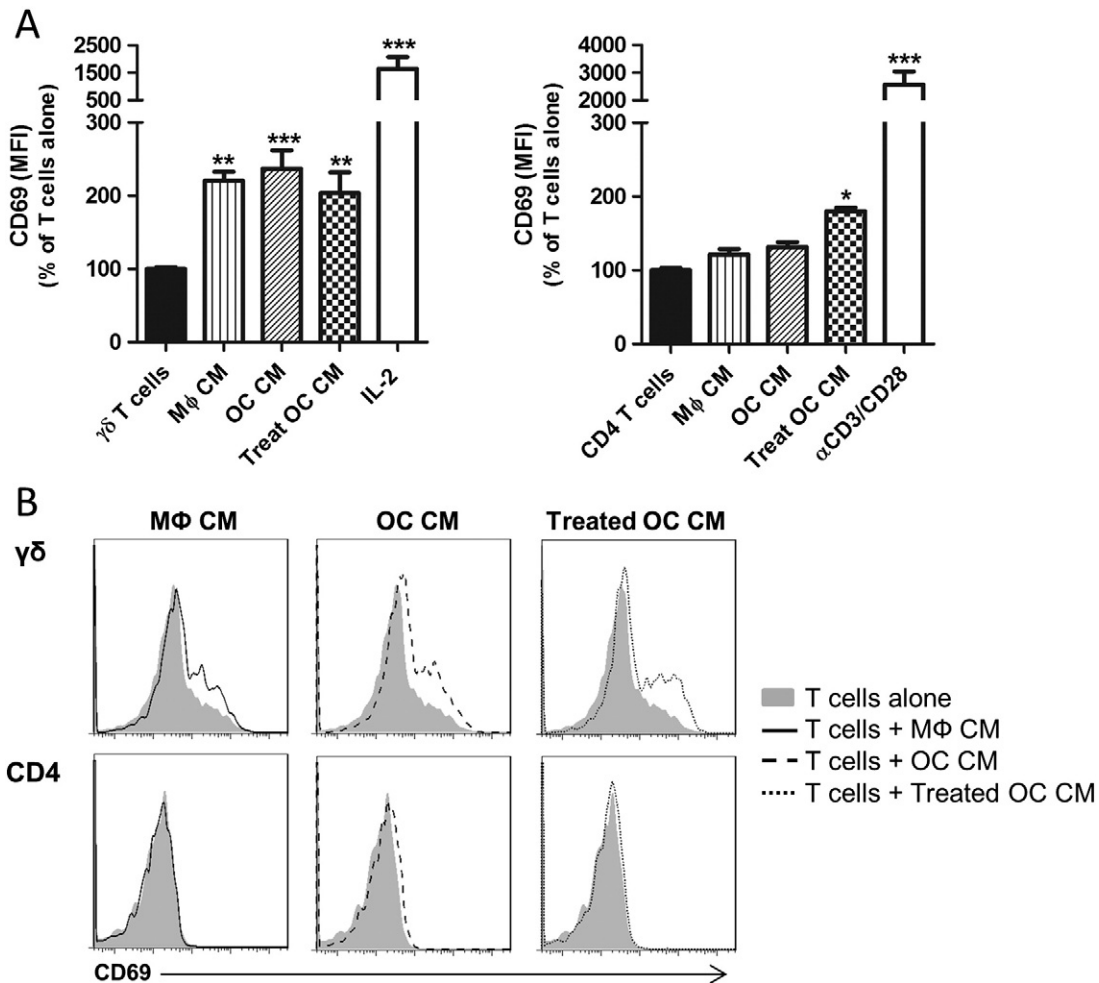 A
CD69 (MFI)
(% of T cells alone)
2500
1500
500
300
200
100
0
**
***
**
***
γδ T cells
Mϕ CM
OC CM
Treat OC CM
IL-2
CD69 (MFI)
(% of T cells alone)
4000
3000
2000
300
200
100
0
*
***
CD4 T cells
Mϕ CM
OC CM
Treat OC CM
αCD3/CD28
B
MΦ CM
OC CM
Treated OC CM
γδ
CD4
CD69
T cells alone
T cells + MΦ CM
T cells + OC CM
T cells + Treated OC CM